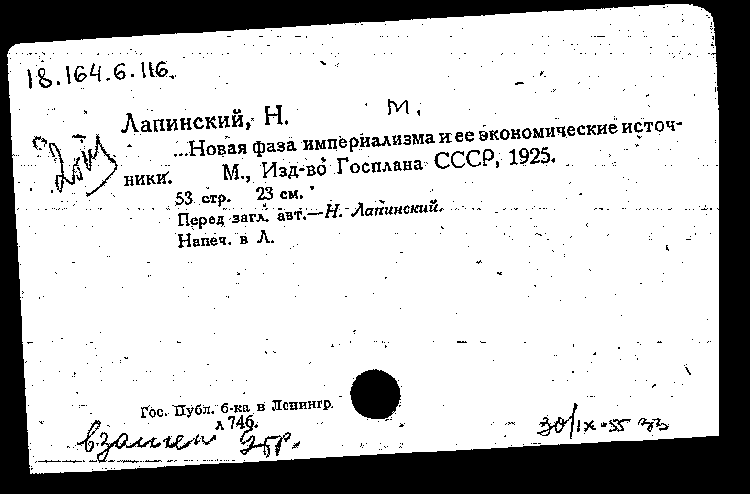 18.164.6.116.
Лапинский, Н. М.
...Новая фаза империализма и ее экономические источ-
ники. М., Изд-во Госплана СССР, 1925.
53 стр. 23 см.
Перед загл. авт.—Н. Лапинский.
Напеч. в Л.
Гос. Публ. б-ка в Ленингр.
л 746.
взамен
30/IX-55